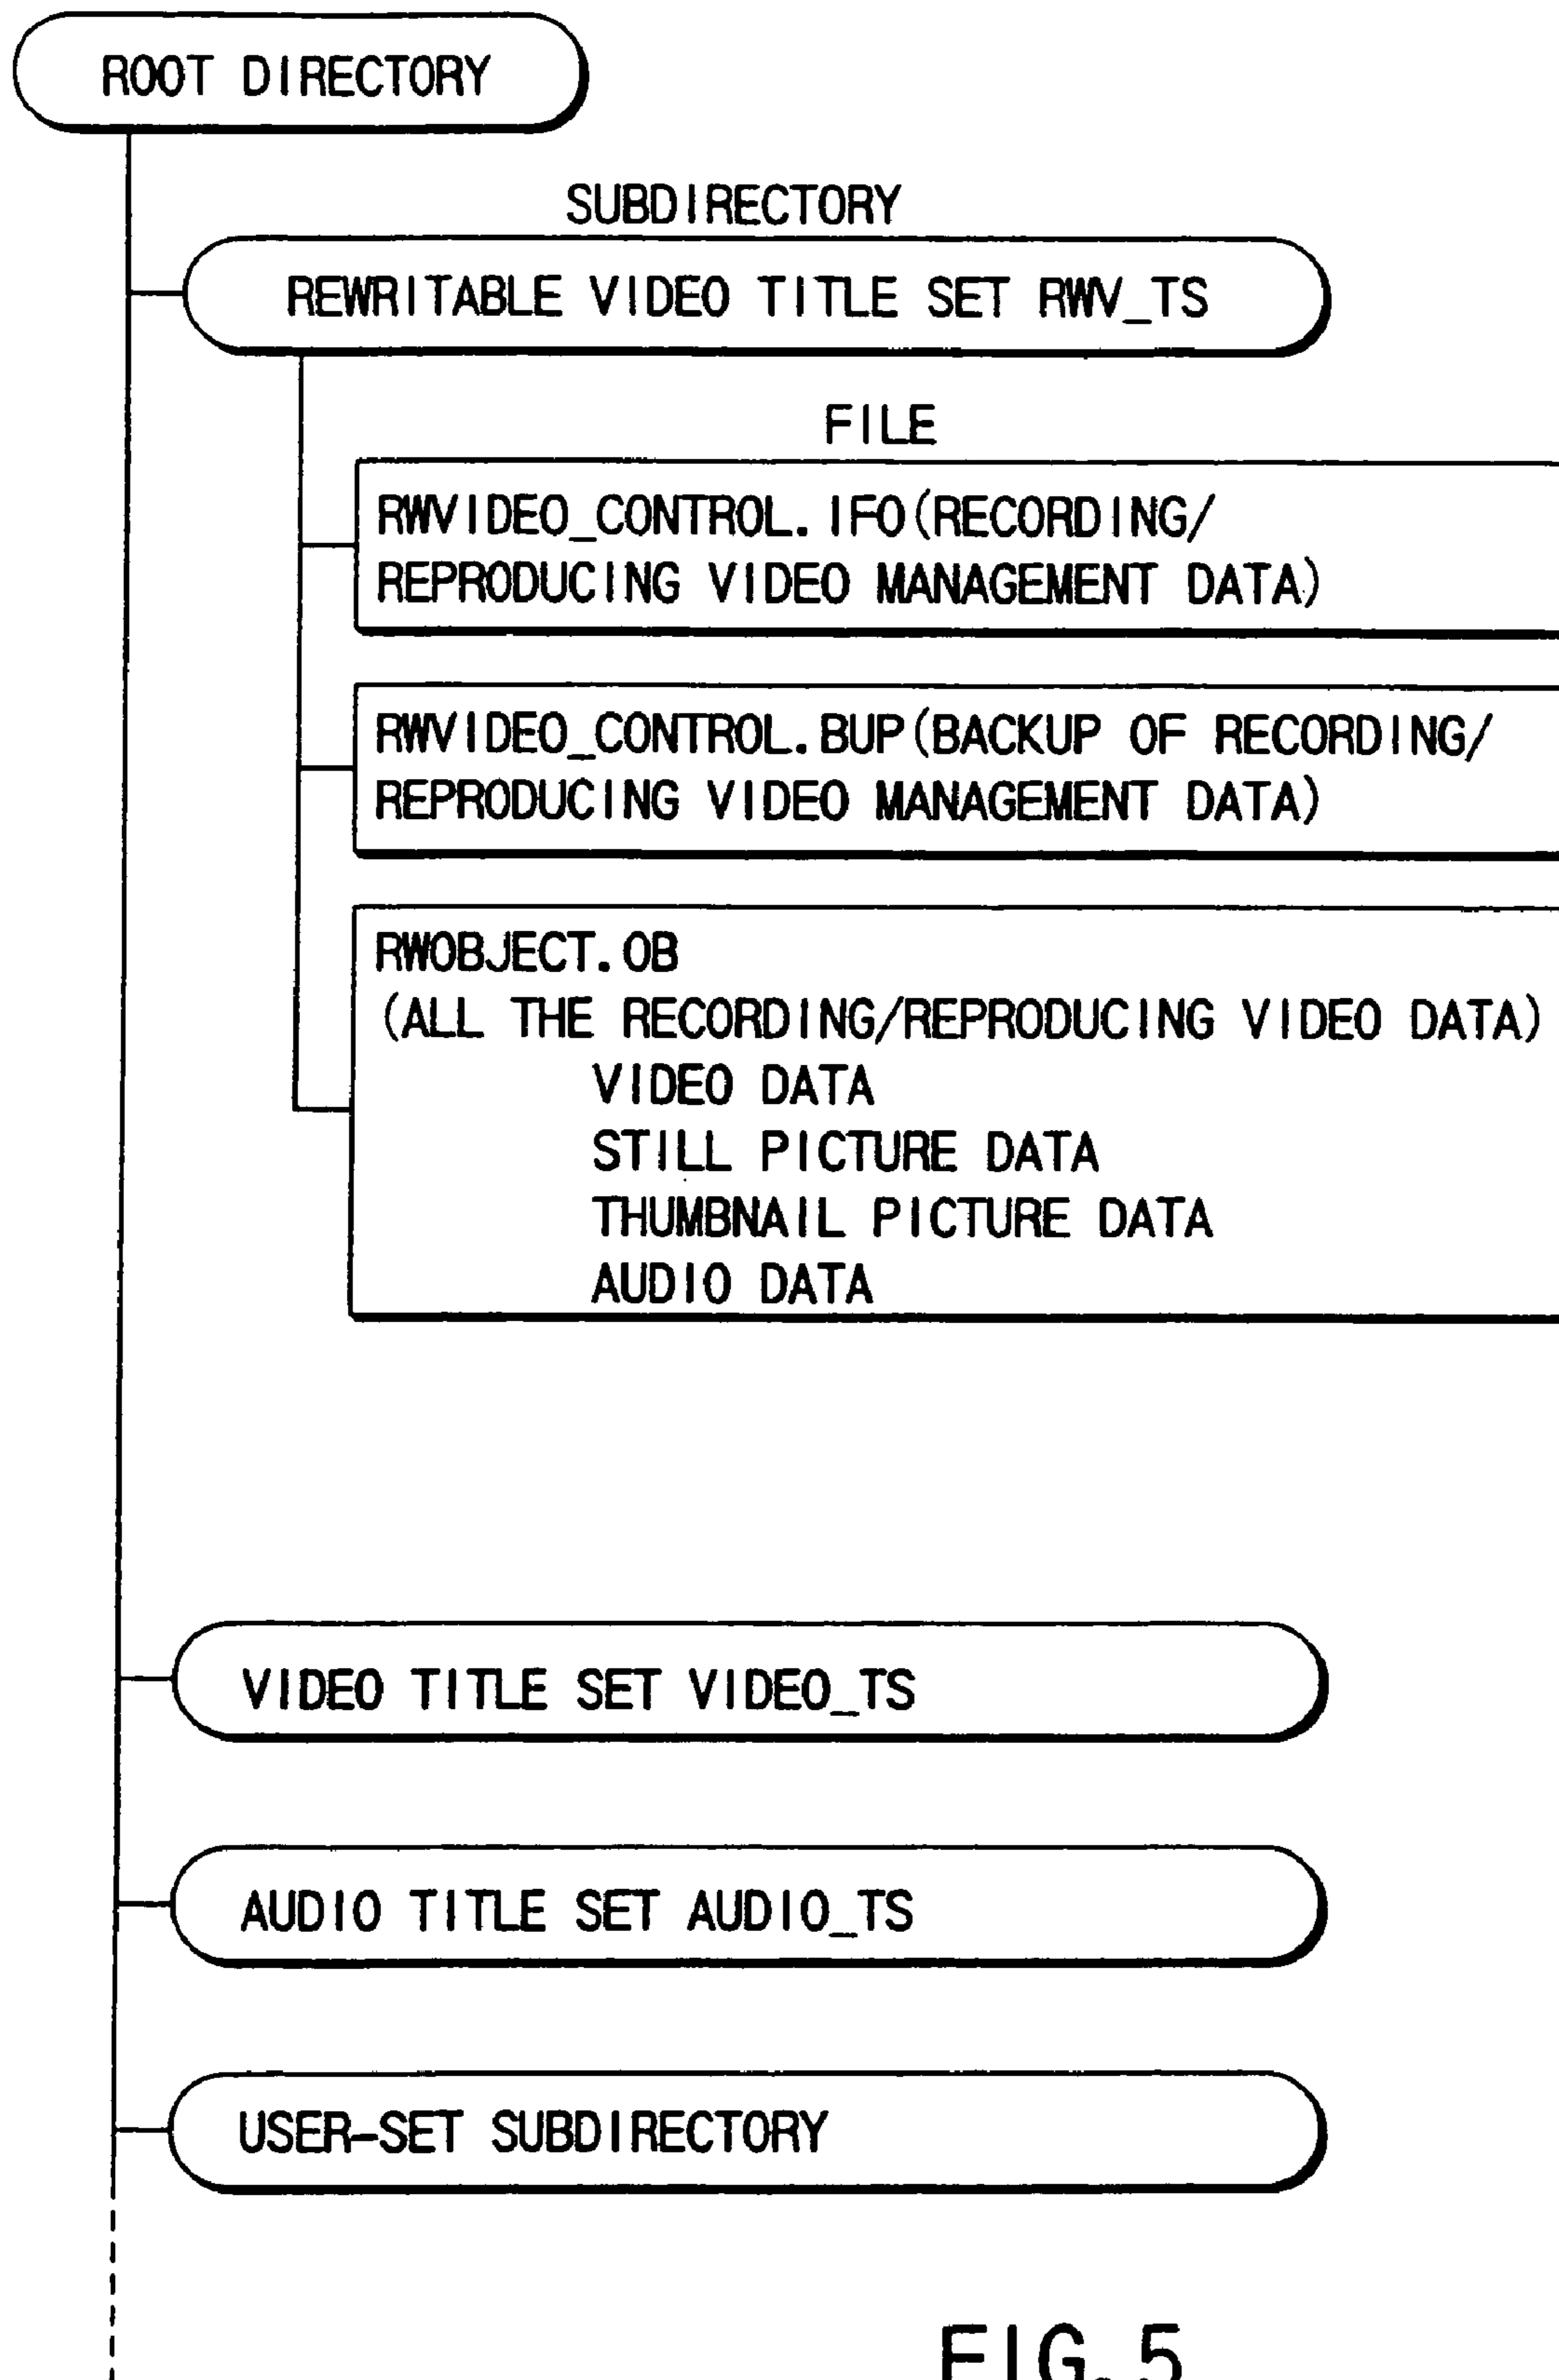 ROOT DIRECTORY
SUBDIRECTORY
REWRITABLE VIDEO TITLE SET RWV_TS
FILE
RWVIDEO_CONTROL.IFO(RECORDING/
REPRODUCING VIDEO MANAGEMENT DATA)
RWVIDEO_CONTROL.BUP(BACKUP OF RECORDING/
REPRODUCING VIDEO MANAGEMENT DATA)
RWOBJECT.OB
(ALL THE RECORDING/REPRODUCING VIDEO DATA)
VIDEO DATA
STILL PICTURE DATA
THUMBNAIL PICTURE DATA
AUDIO DATA
VIDEO TITLE SET VIDEO_TS
AUDIO TITLE SET AUDIO_TS
USER-SET SUBDIRECTORY
FIG.5